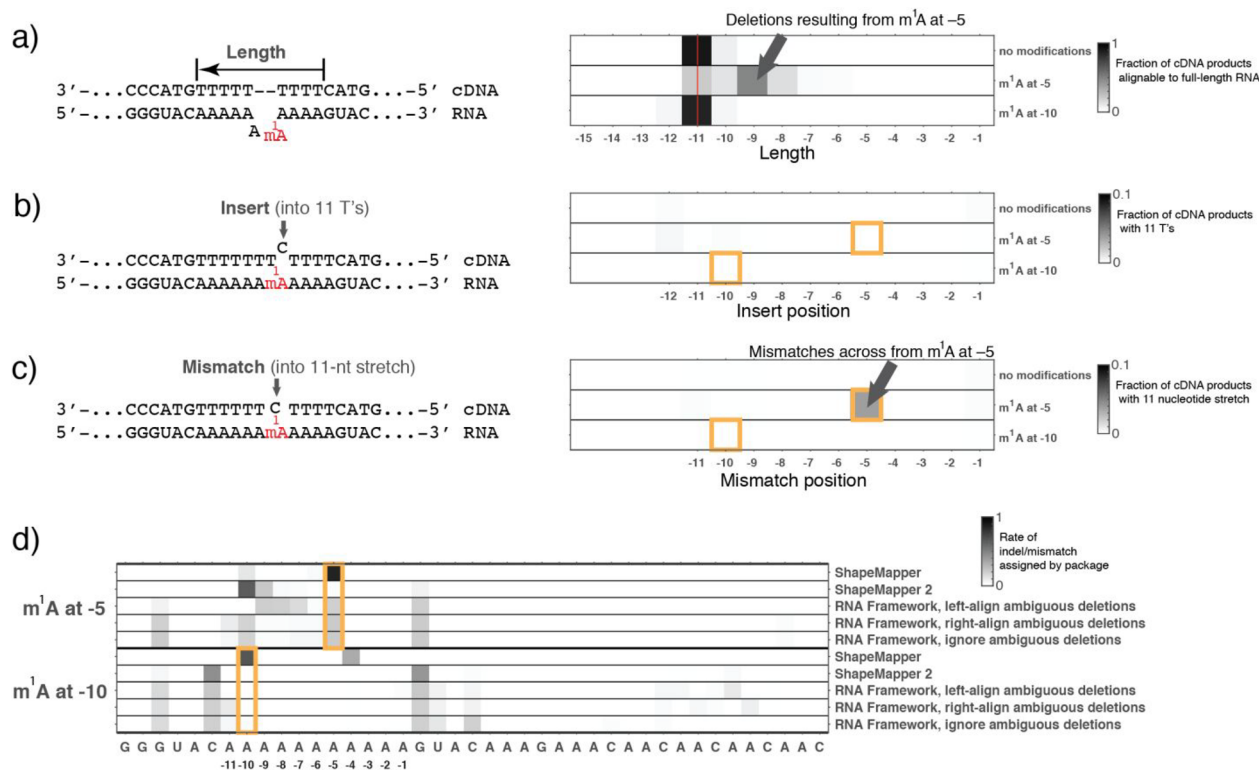 a)
Length
3’-...CCCATGTTTTT--TTTTCATG...-5’ cDNA
5’-...GGGUACAAAAA  AAAAGUAC...-3’ RNA
A
1
mA
Deletions resulting from m1A at –5
no modifications
m1A at -5
m1A at -10
-15 -14 -13 -12 -11 -10 -9 -8 -7 -6 -5 -4 -3 -2 -1
Length
1
Fraction of cDNA products
alignable to full-length RNA
0
b)
Insert (into 11 T's)
C
3’-...CCCATGTTTTTTT TTTTCATG...-5’ cDNA
1
5’-...GGGUACAAAAAAmAAAAAGUAC...-3’ RNA
no modifications
m1A at -5
m1A at -10
-12 -11 -10 -9 -8 -7 -6 -5 -4 -3 -2 -1
Insert position
0.1
Fraction of cDNA products
with 11 T's
0
c)
Mismatch (into 11-nt stretch)
3’-...CCCATGTTTTTT C TTTTCATG...-5’ cDNA
1
5’-...GGGUACAAAAAAmAAAAAGUAC...-3’ RNA
Mismatches across from m1A at –5
no modifications
m1A at -5
m1A at -10
-11 -10 -9 -8 -7 -6 -5 -4 -3 -2 -1
Mismatch position
0.1
Fraction of cDNA products
with 11 nucleotide stretch
0
d)
1
Rate of
indel/mismatch
assigned by package
0
m1A at -5
ShapeMapper
ShapeMapper 2
RNA Framework, left-align ambiguous deletions
RNA Framework, right-align ambiguous deletions
RNA Framework, ignore ambiguous deletions
m1A at -10
ShapeMapper
ShapeMapper 2
RNA Framework, left-align ambiguous deletions
RNA Framework, right-align ambiguous deletions
RNA Framework, ignore ambiguous deletions
G G G U A C A A A A A A A A A A A G U A C A A A G A A A C A A C A A C A A C A A C
-11 -10 -9 -8 -7 -6 -5 -4 -3 -2 -1